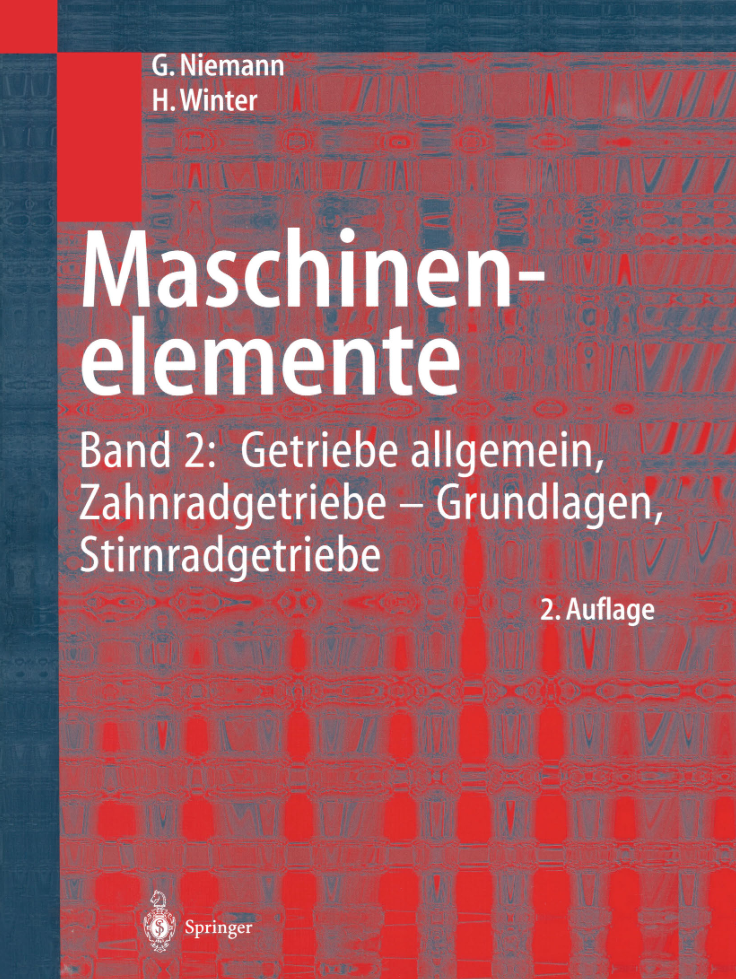 G. Niemann
H. Winter
Maschinen-
elemente
Band 2: Getriebe allgemein,
Zahnradgetriebe – Grundlagen,
Stirnradgetriebe
2. Auflage
Springer